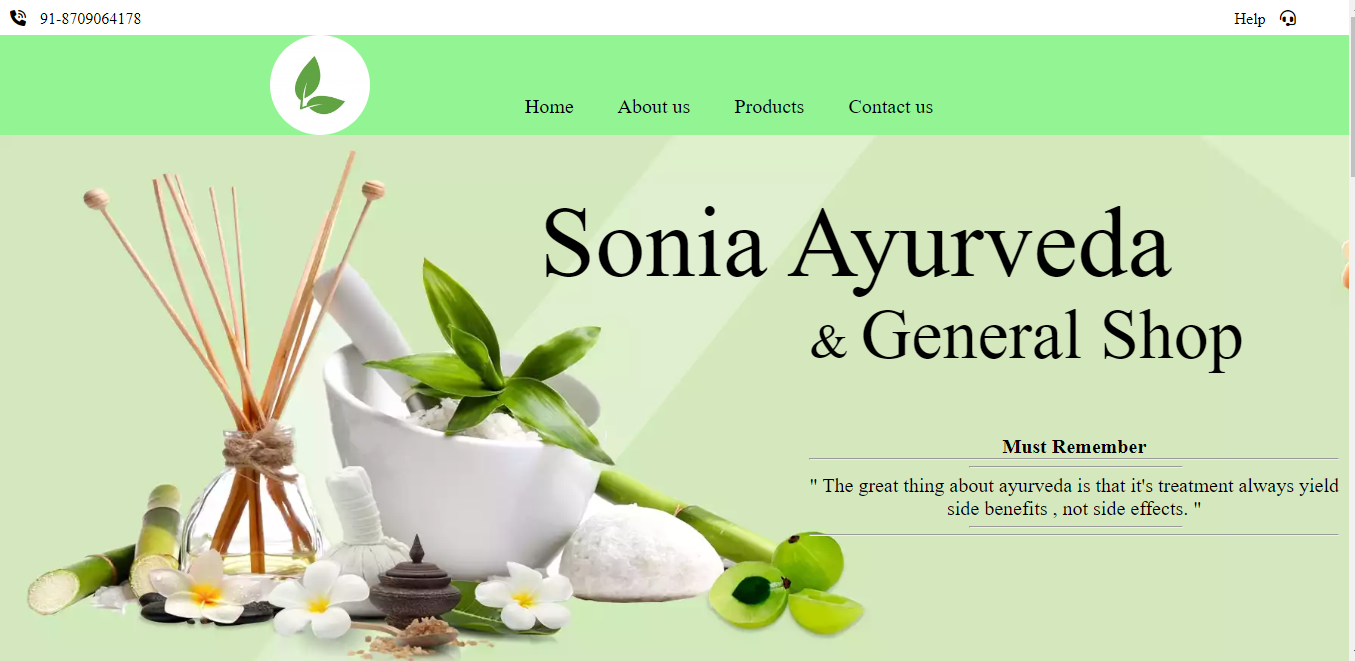 91-8709064178 Help
Home About us Products Contact us
Sonia Ayurveda
& General Shop
Must Remember
" The great thing about ayurveda is that it's treatment always yield
side benefits , not side effects. "